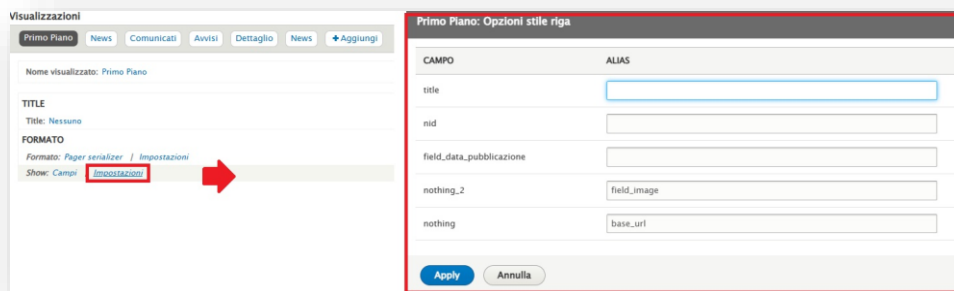 Visualizzazioni
Primo Piano News Comunicati Avvisi Dettaglio News +Aggiungi
Nome visualizzato: Primo Piano
TITLE
Title: Nessuno
FORMATO
Formato: Pager serializer | Impostazioni
Show: Campi | Impostazioni
Primo Piano: Opzioni stile riga
CAMPO ALIAS
title
nid
field_data_pubblicazione
nothing_2 field_image
nothing base_url
Apply Annulla